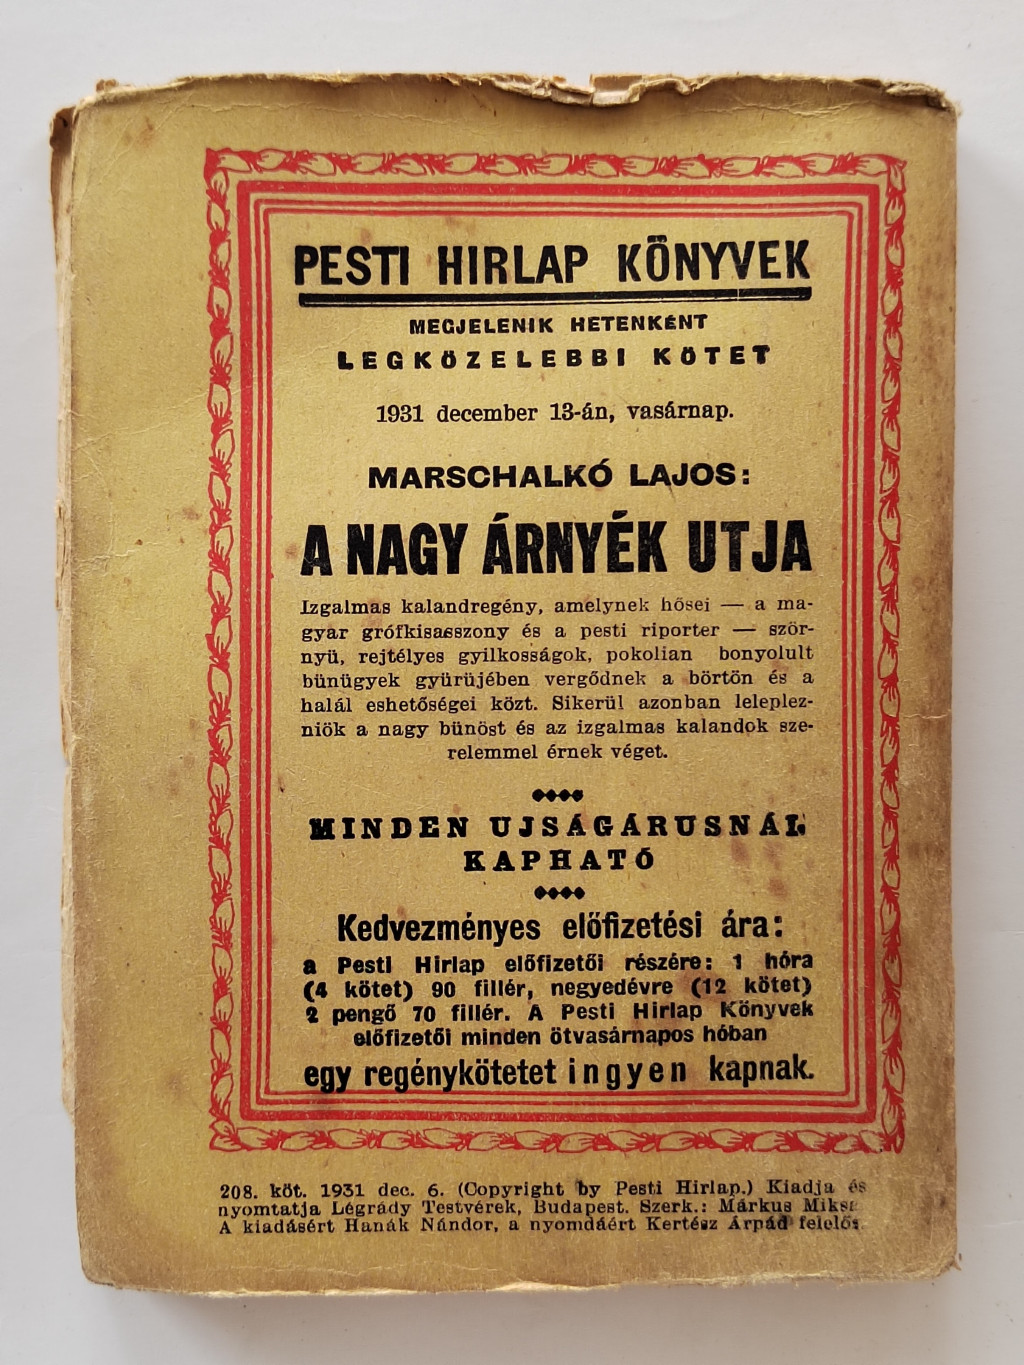 PESTI HIRLAP KÖNYVEK
MEGJELENIK HETENKÉNT
LEGKÖZELEBBI KÖTET
1931 december 13-án, vasárnap.
MARSCHALKÓ LAJOS:
A NAGY ÁRNYÉK UTJA
Izgalmas kalandregény, amelynek hősei — a ma-
gyar grófkisasszony és a pesti riporter — ször-
nyü, rejtélyes gyilkosságok, pokolian bonyolult
bünügyek gyürüjében vergődnek a börtön és a
halál eshetőségei közt. Sikerül azonban leleplez-
niök a nagy bünöst és az izgalmas kalandok sze-
relemmel érnek véget.
MINDEN UJSÁGÁRUSNÁL
KAPHATÓ
Kedvezményes előfizetési ára:
a Pesti Hirlap előfizetői részére: 1 hóra
(4 kötet) 90 fillér, negyedévre (12 kötet)
2 pengő 70 fillér. A Pesti Hirlap Könyvek
előfizetői minden ötvasárnapos hóban
egy regénykötetet ingyen kapnak.
208. köt. 1931 dec. 6. (Copyright by Pesti Hirlap.) Kiadja és
nyomtatja Légrády Testvérek, Budapest. Szerk.: Márkus Miksa
A kiadásért Hanák Nándor, a nyomdáért Kertész Árpád felelős